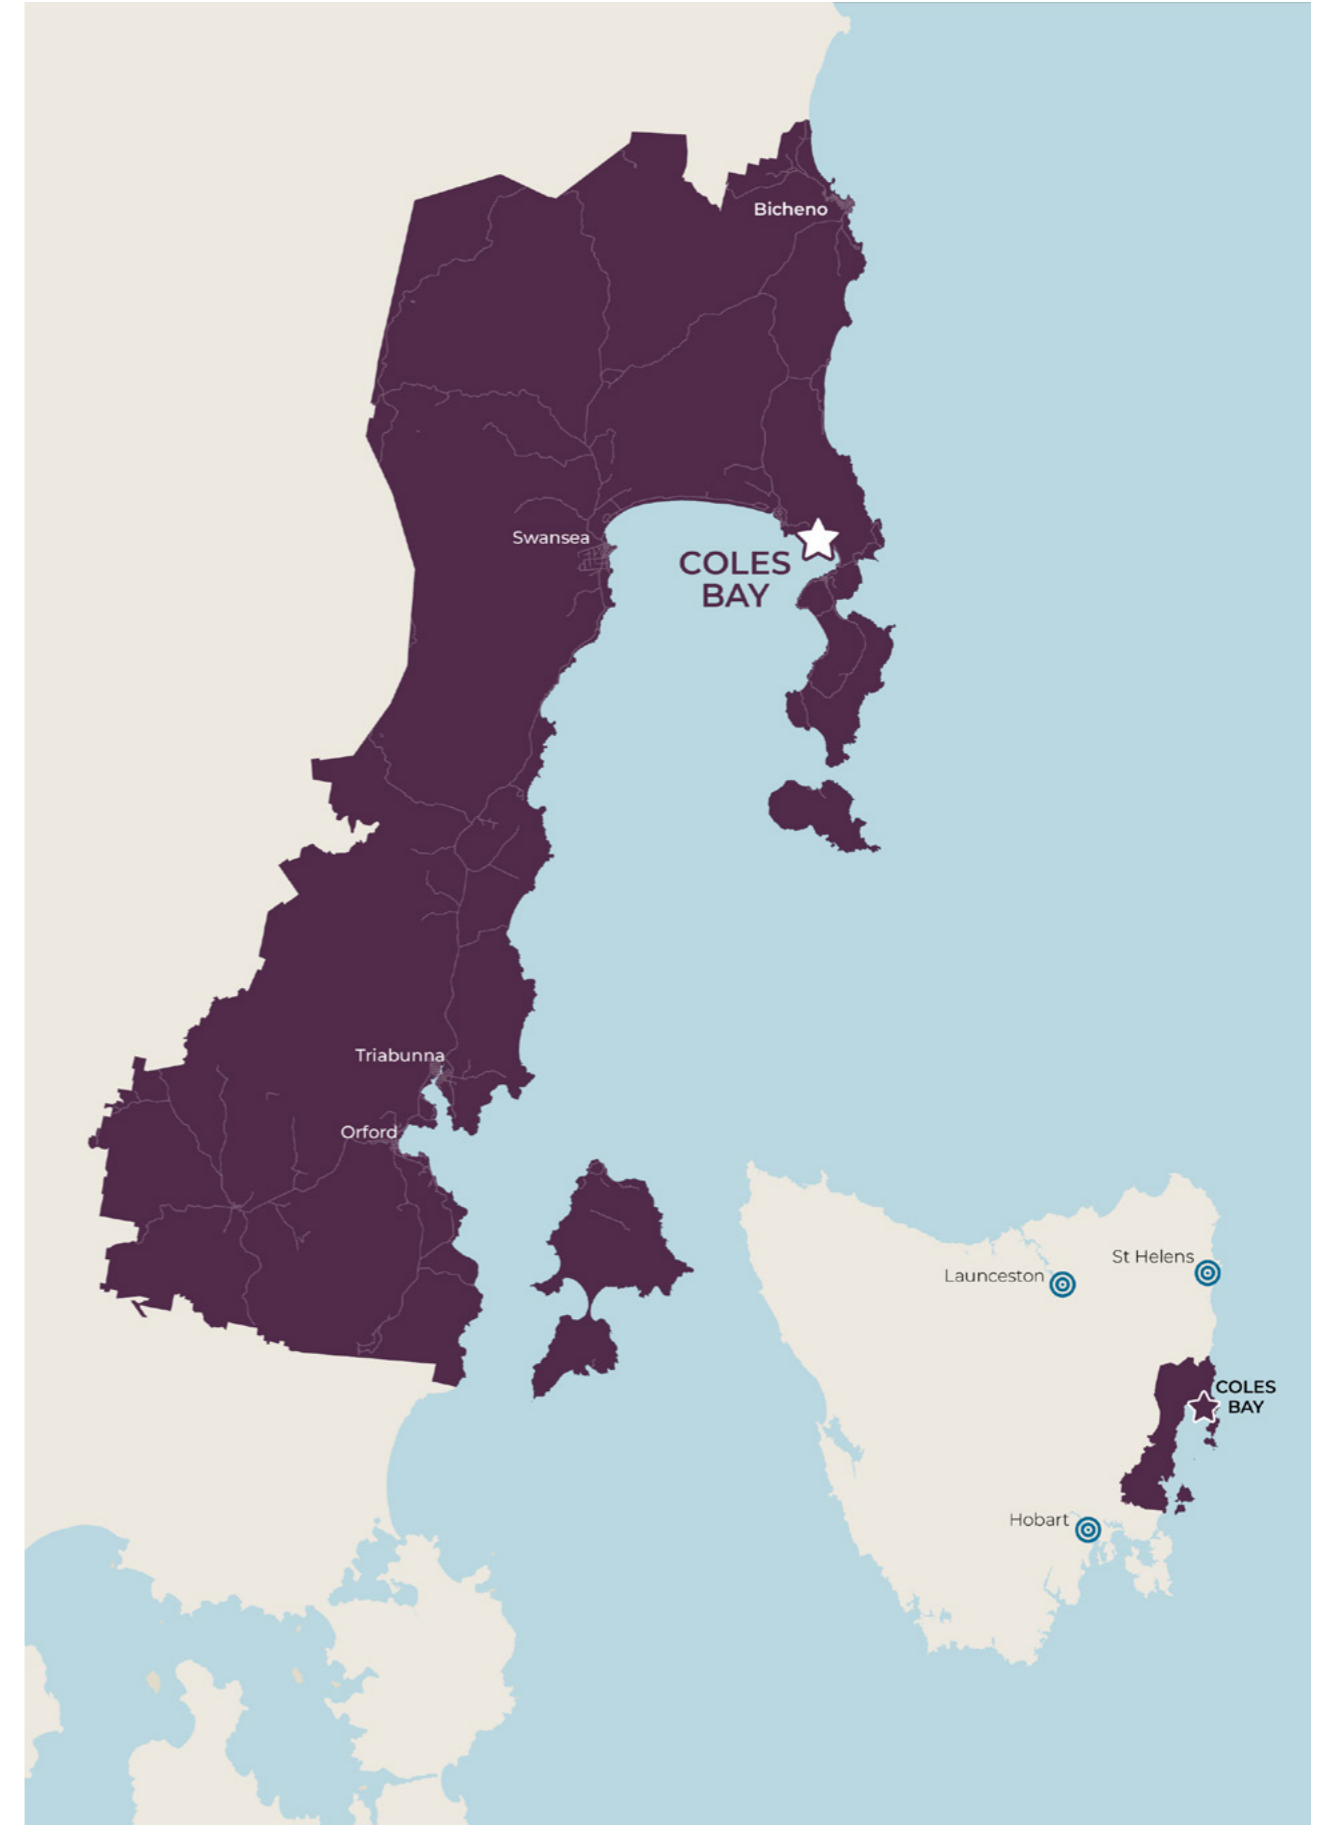 Bicheno
Swansea
COLES
BAY
Triabunna
Orford
St Helens
Launceston
COLES
BAY
Hobart